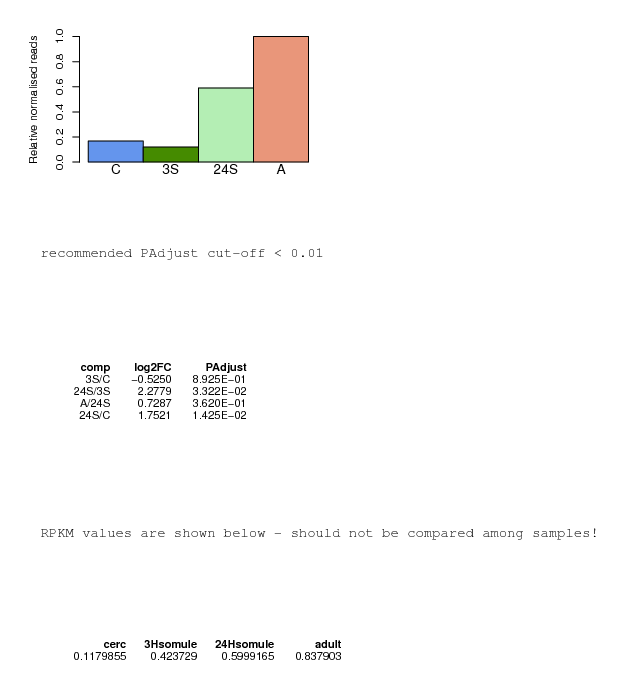 Relative normalised reads
1.0
0.8
0.6
0.4
0.2
0.0
C 3S 24S A
recommended PAdjust cut-off < 0.01
comp log2FC PAdjust
3S/C −0.5250 8.925E−01
24S/3S 2.2779 3.322E−02
A/24S 0.7287 3.620E−01
24S/C 1.7521 1.425E−02
RPKM values are shown below - should not be compared among samples!
cerc 3Hsomule 24Hsomule adult
0.1179855 0.423729 0.5999165 0.837903